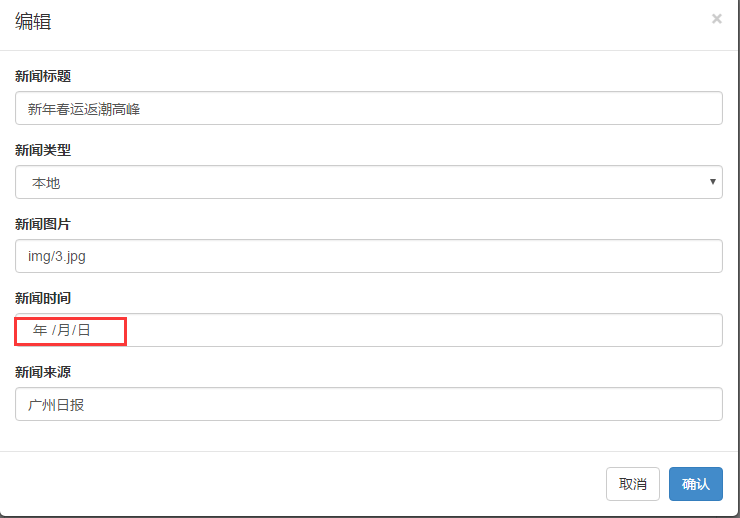 编辑
×
新闻标题
新年春运返潮高峰
新闻类型
本地
新闻图片
img/3.jpg
新闻时间
年 /月/日
新闻来源
广州日报
取消 确认